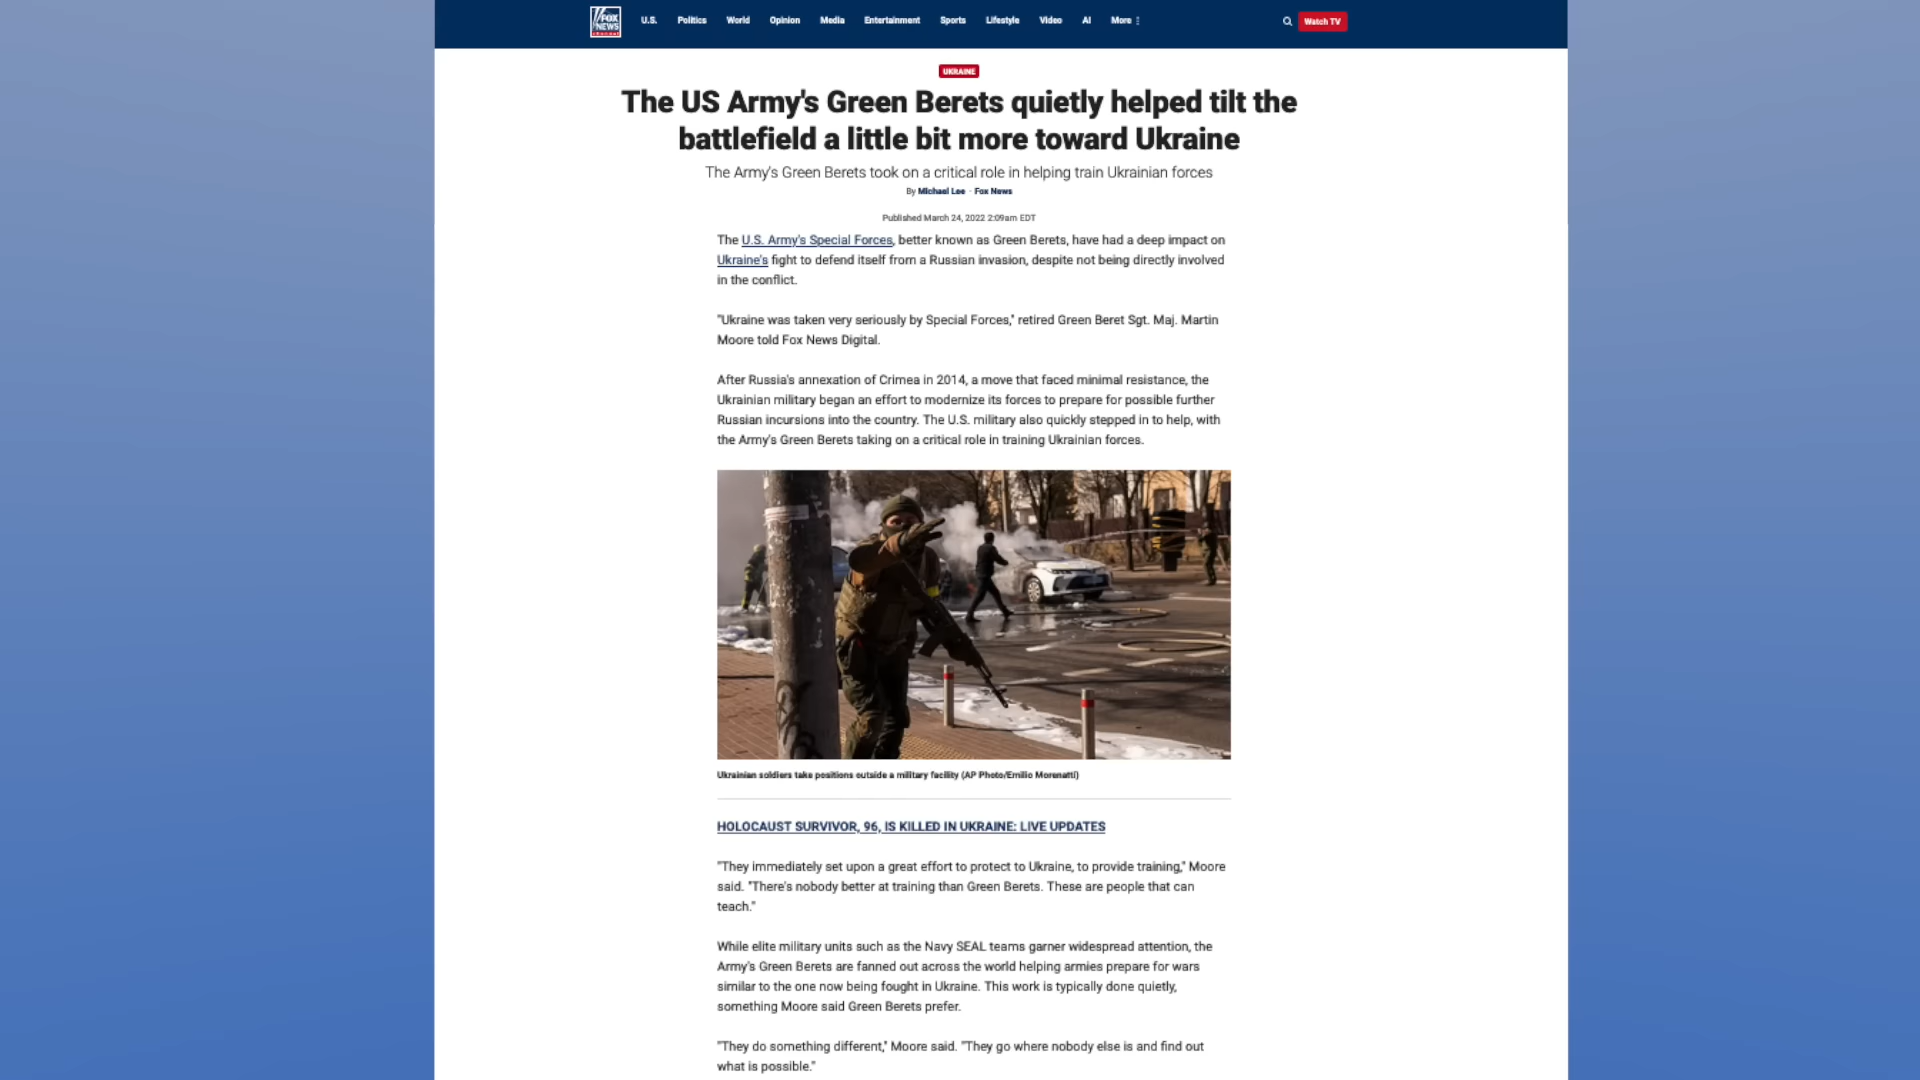 FOX
NEWS
channel
U.S. Politics World Opinion Media Entertainment Sports Lifestyle Video AI More
Watch TV
UKRAINE
The US Army's Green Berets quietly helped tilt the
battlefield a little bit more toward Ukraine
The Army's Green Berets took on a critical role in helping train Ukrainian forces
By Michael Lee · Fox News
Published March 24, 2022 2:09am EDT
The U.S. Army's Special Forces, better known as Green Berets, have had a deep impact on
Ukraine's fight to defend itself from a Russian invasion, despite not being directly involved
in the conflict.
"Ukraine was taken very seriously by Special Forces," retired Green Beret Sgt. Maj. Martin
Moore told Fox News Digital.
After Russia's annexation of Crimea in 2014, a move that faced minimal resistance, the
Ukrainian military began an effort to modernize its forces to prepare for possible further
Russian incursions into the country. The U.S. military also quickly stepped in to help, with
the Army's Green Berets taking on a critical role in training Ukrainian forces.
Ukrainian soldiers take positions outside a military facility (AP Photo/Emilio Morenatti)
HOLOCAUST SURVIVOR, 96, IS KILLED IN UKRAINE: LIVE UPDATES
"They immediately set upon a great effort to protect to Ukraine, to provide training," Moore
said. "There's nobody better at training than Green Berets. These are people that can
teach."
While elite military units such as the Navy SEAL teams garner widespread attention, the
Army's Green Berets are fanned out across the world helping armies prepare for wars
similar to the one now being fought in Ukraine. This work is typically done quietly,
something Moore said Green Berets prefer.
"They do something different," Moore said. "They go where nobody else is and find out
what is possible."